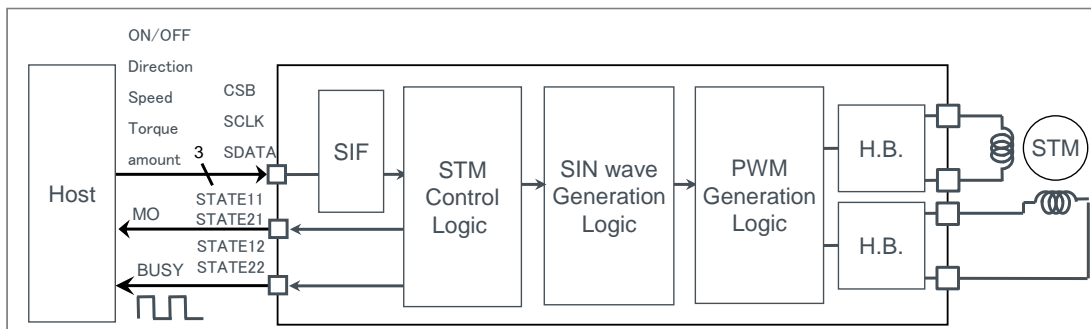 ON/OFF
Direction
Speed
Torque
amount
3
CSB
SCLK
SDATA
Host
STATE11
MO
STATE21
STATE12
BUSY
STATE22
SIF
STM
Control
Logic
SIN wave
Generation
Logic
PWM
Generation
Logic
H.B.
H.B.
STM